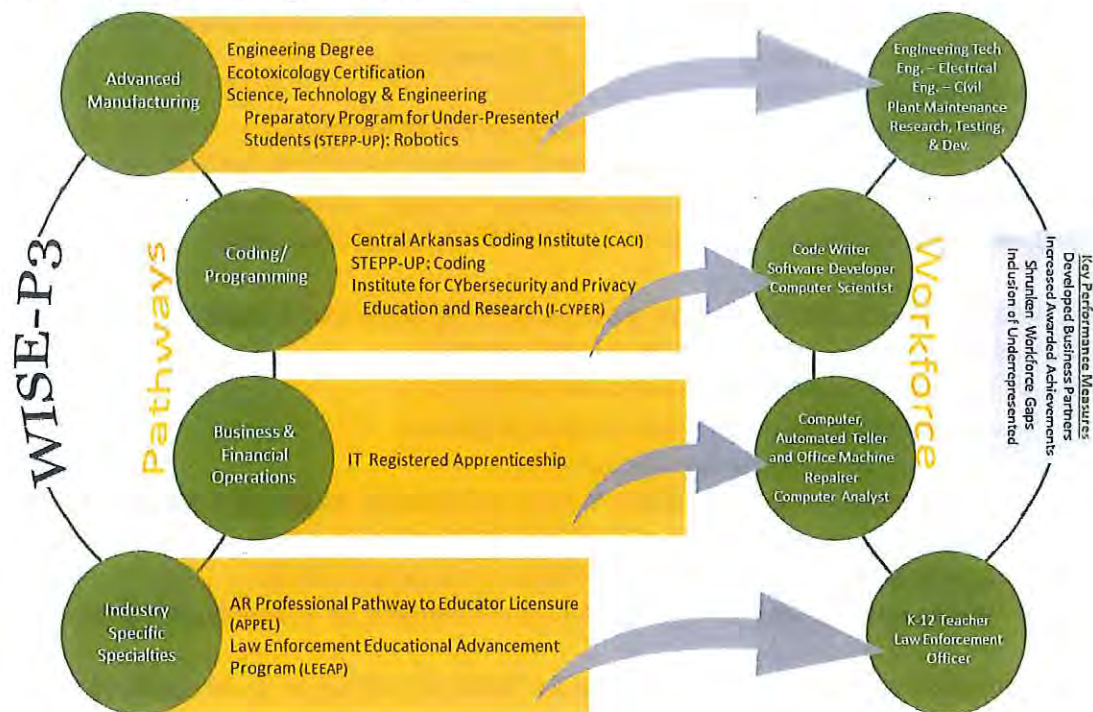 WISE-P3
Pathways
Advanced
Manufacturing
Engineering Degree
Ecotoxicology Certification
Science, Technology & Engineering
Preparatory Program for Under-Presented
Students (STEPP-UP): Robotics
Engineering Tech
Eng. – Electrical
Eng. – Civil
Plant Maintenance
Research, Testing,
& Dev.
Coding/
Programming
Central Arkansas Coding Institute (CACI)
STEPP-UP: Coding
Institute for CYbersecurity and Privacy
Education and Research (I-CYPER)
Code Writer
Software Developer
Computer Scientist
Business &
Financial
Operations
IT Registered Apprenticeship
Computer,
Automated Teller
and Office Machine
Repairer
Computer Analyst
Industry
Specific
Specialties
AR Professional Pathway to Educator Licensure
(APPEL)
Law Enforcement Educational Advancement
Program (LEEAP)
K-12 Teacher
Law Enforcement
Officer
Workforce
Key Performance Measures
Developed Business Partners
Increased Awarded Achievements
Shrunken Workforce Gaps
Inclusion of Underrepresented